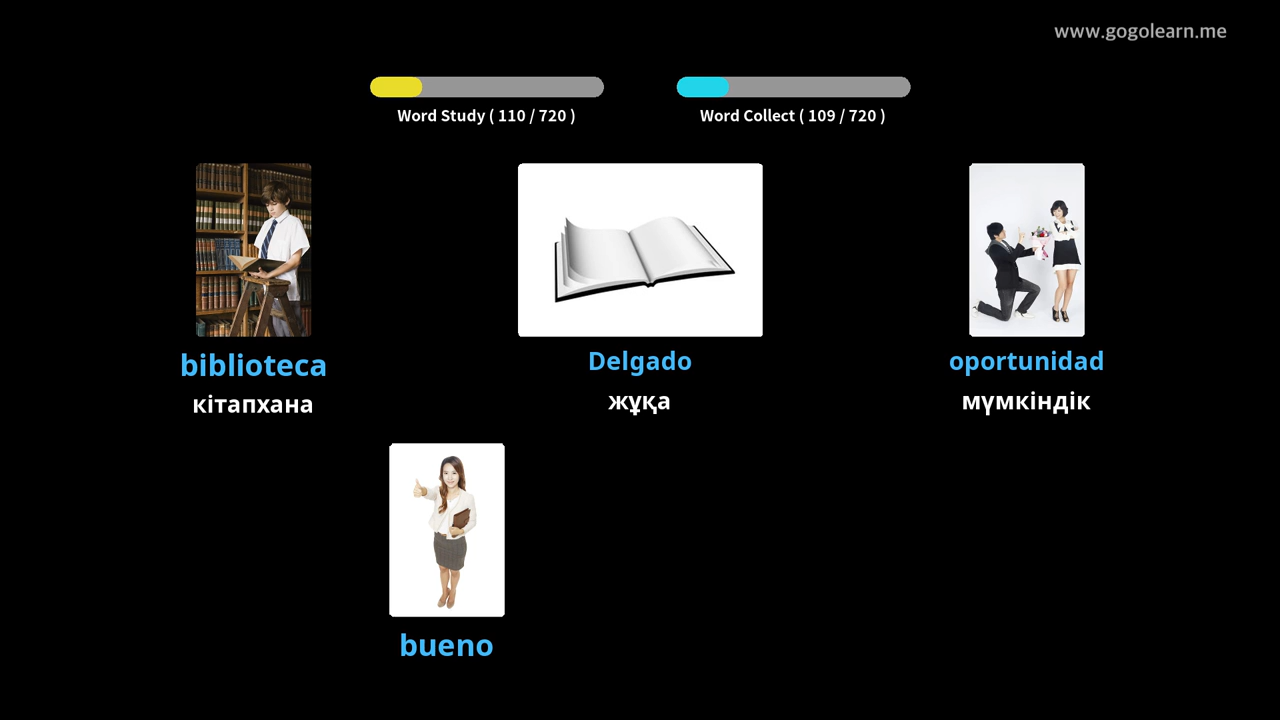 www.gogolearn.me
Word Study ( 110 / 720 )
Word Collect ( 109 / 720 )
biblioteca
кітапхана
Delgado
жұқа
oportunidad
мүмкіндік
bueno